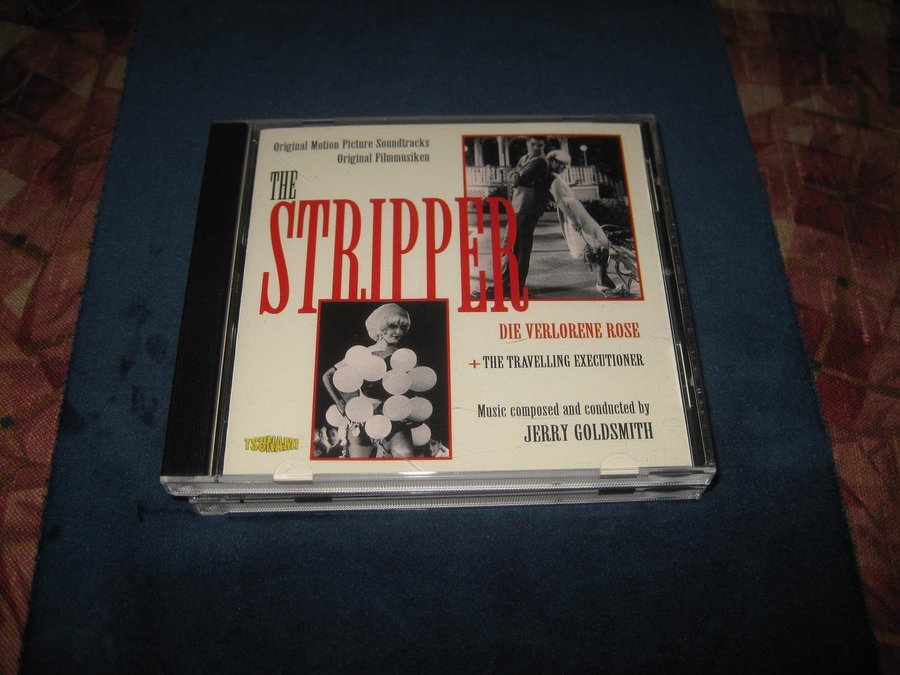 Original Motion Picture Soundtracks
Original Filmmusiken
THE
STRIPPER
DIE VERLORENE ROSE
+ THE TRAVELLING EXECUTIONER
Music composed and conducted by
JERRY GOLDSMITH
TSUNAMI